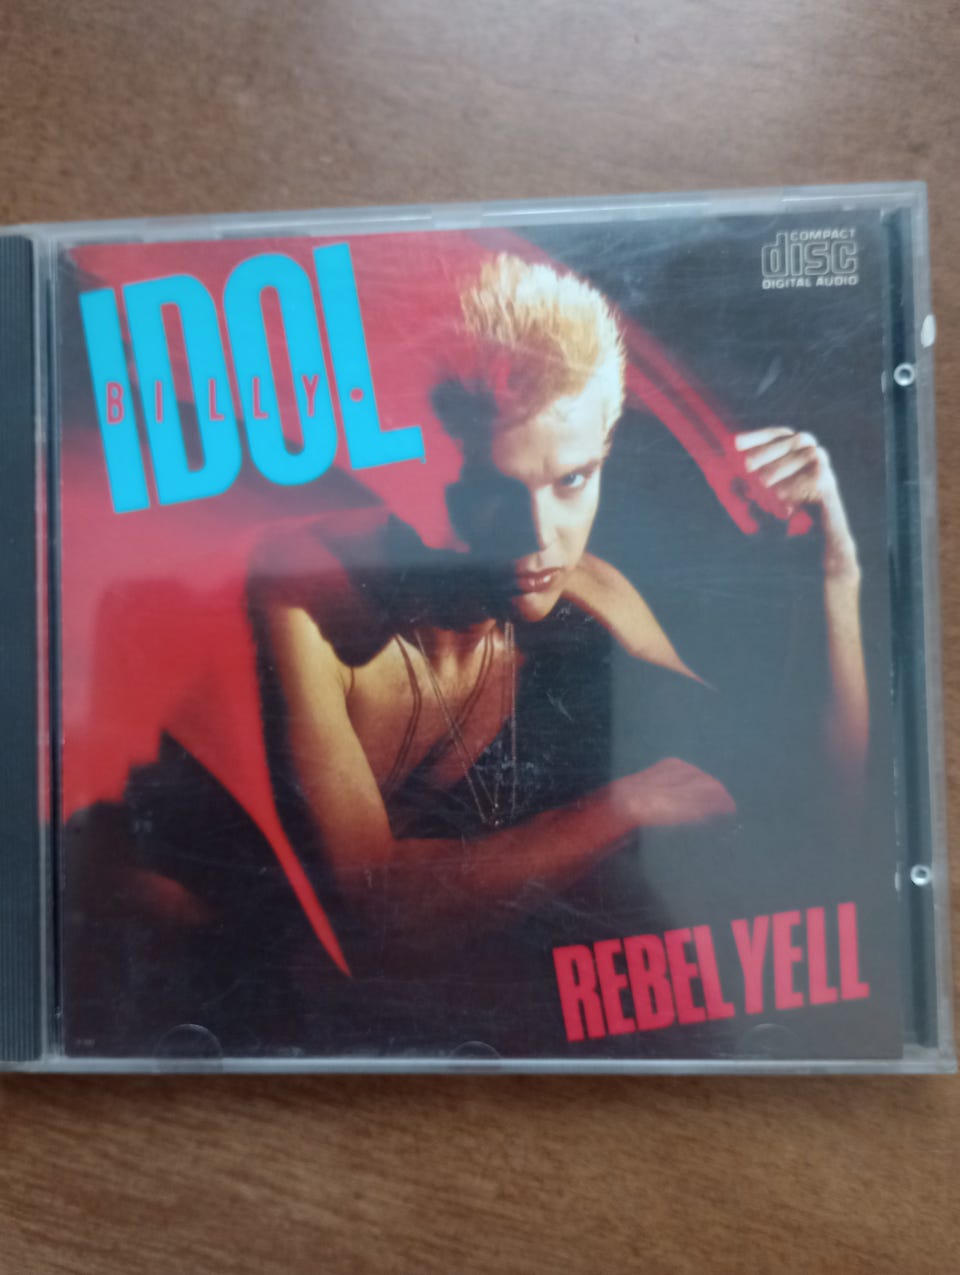 IDOL
BILLY
COMPACT
disc
DIGITAL AUDIO
REBEL YELL